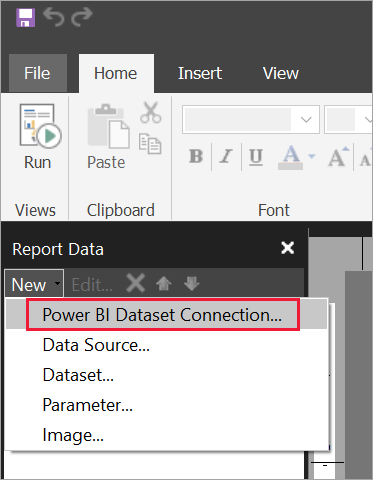 File Home Insert View
Run Paste B I U A A A
Views Clipboard Font
Report Data
New Edit...
Power BI Dataset Connection...
Data Source...
Dataset...
Parameter...
Image...